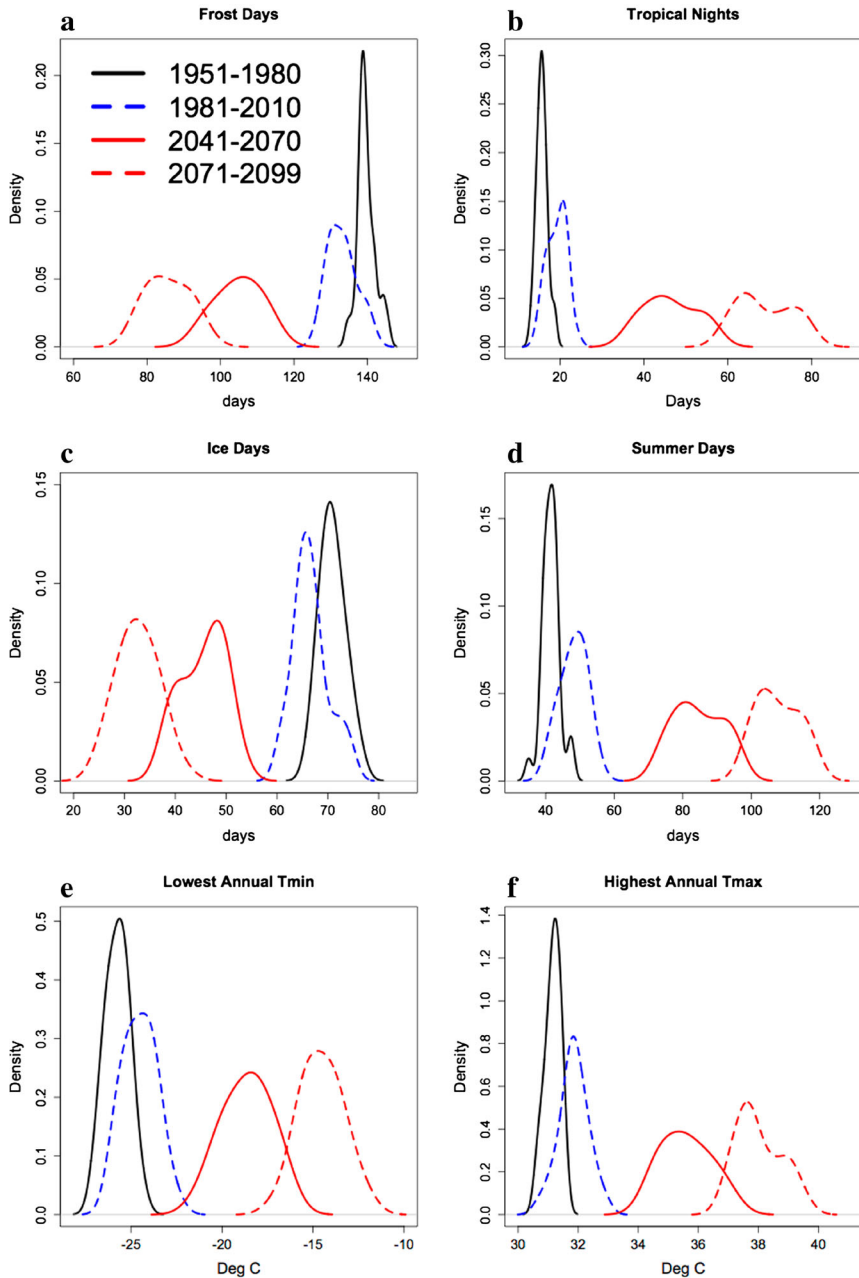 a
Frost Days
0.00
0.05
0.10
0.15
0.20
Density
1951-1980
1981-2010
2041-2070
2071-2099
60
80
100
120
140
days
b
Tropical Nights
0.00
0.05
0.10
0.15
0.20
0.25
0.30
Density
20
40
60
80
Days
c
Ice Days
0.00
0.05
0.10
0.15
Density
20
30
40
50
60
70
80
days
d
Summer Days
0.00
0.05
0.10
0.15
Density
40
60
80
100
120
days
e
Lowest Annual Tmin
0.0
0.1
0.2
0.3
0.4
0.5
Density
-25
-20
-15
-10
Deg C
f
Highest Annual Tmax
0.0
0.2
0.4
0.6
0.8
1.0
1.2
1.4
Density
30
32
34
36
38
40
Deg C